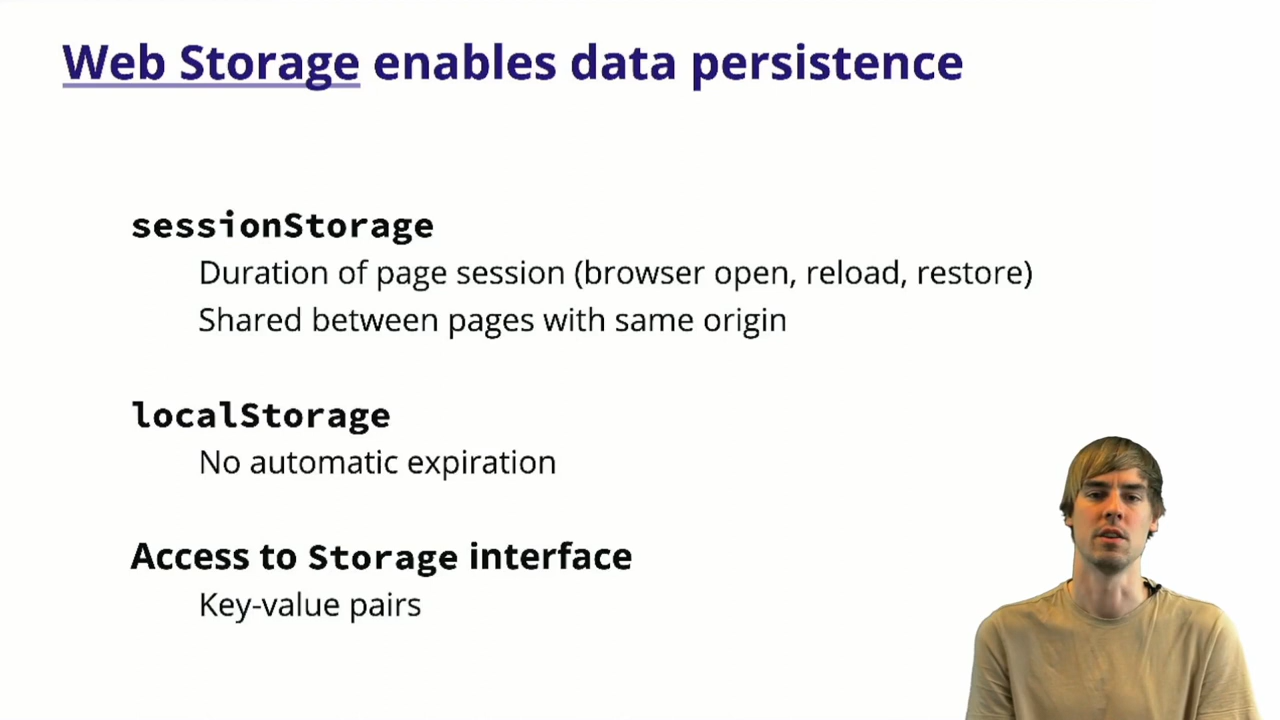 Web Storage enables data persistence
sessionStorage
Duration of page session (browser open, reload, restore)
Shared between pages with same origin
localStorage
No automatic expiration
Access to Storage interface
Key-value pairs